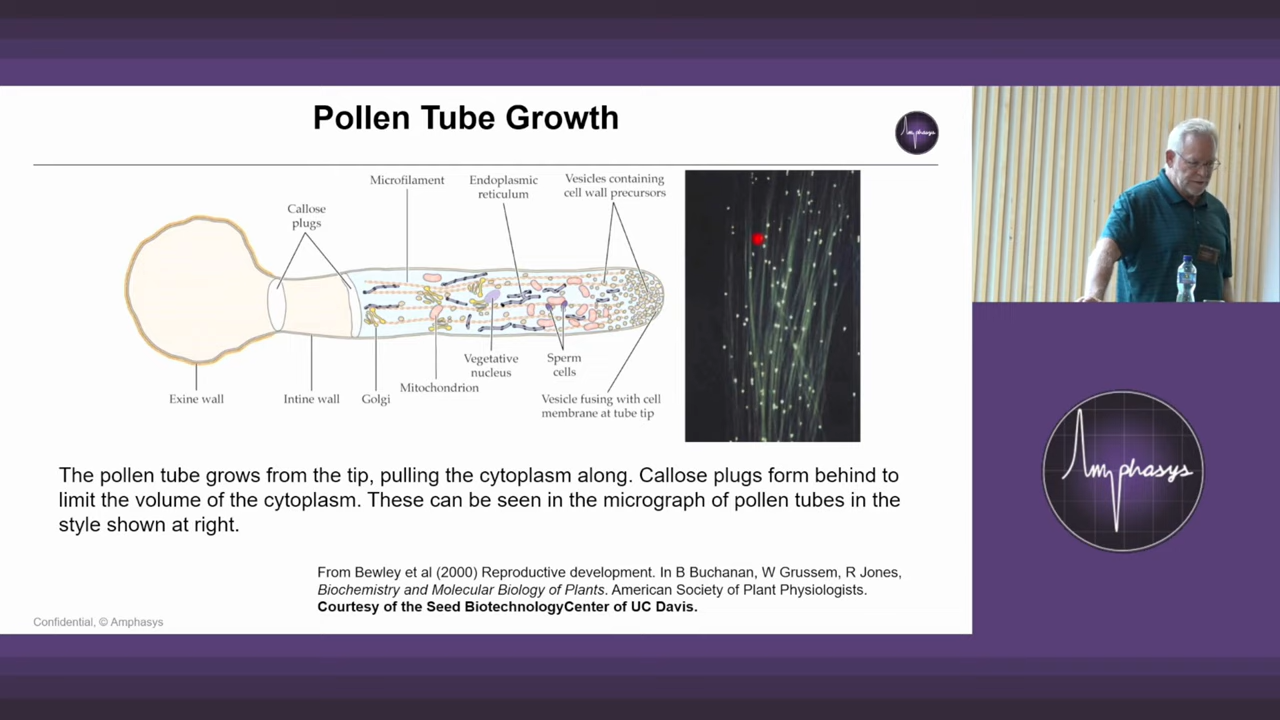 Pollen Tube Growth
Amphasys
Microfilament
Endoplasmic
reticulum
Vesicles containing
cell wall precursors
Callose
plugs
Vegetative
nucleus
Sperm
cells
Exine wall
Intine wall
Golgi
Mitochondrion
Vesicle fusing with cell
membrane at tube tip
The pollen tube grows from the tip, pulling the cytoplasm along. Callose plugs form behind to
limit the volume of the cytoplasm. These can be seen in the micrograph of pollen tubes in the
style shown at right.
From Bewley et al (2000) Reproductive development. In B Buchanan, W Grussem, R Jones,
Biochemistry and Molecular Biology of Plants. American Society of Plant Physiologists.
Courtesy of the Seed BiotechnologyCenter of UC Davis.
Confidential, © Amphasys
Amphasys